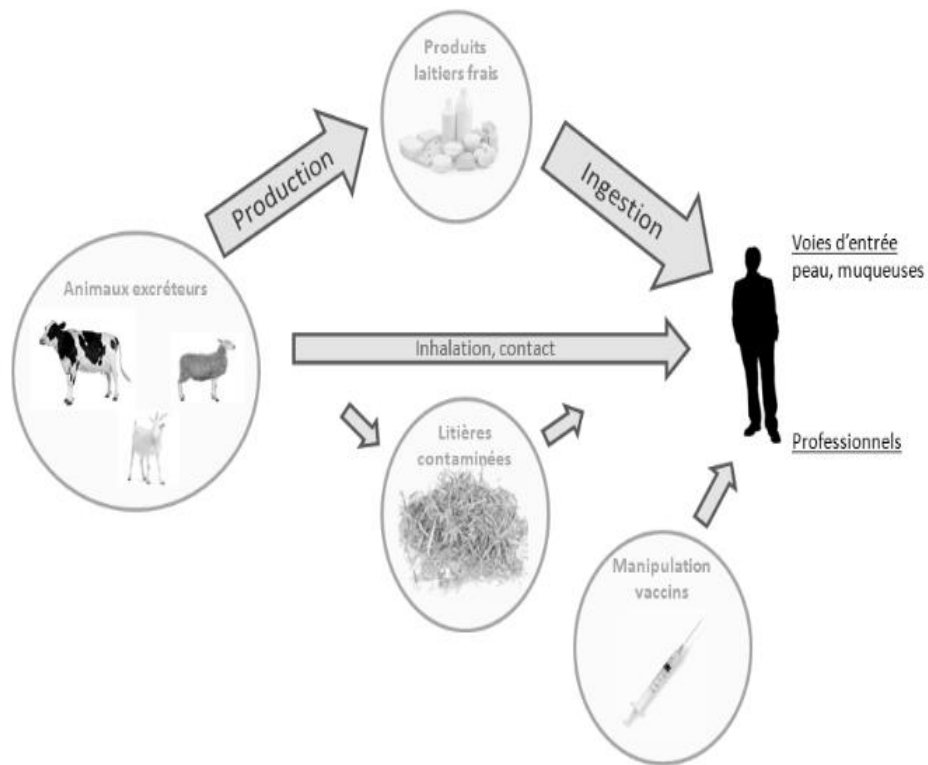 Produits
laitiers frais
Production
Ingestion
Voies d'entrée
peau, muqueuses
Animaux excréteurs
Inhalation, contact
Litières
contaminées
Professionnels
Manipulation
vaccins